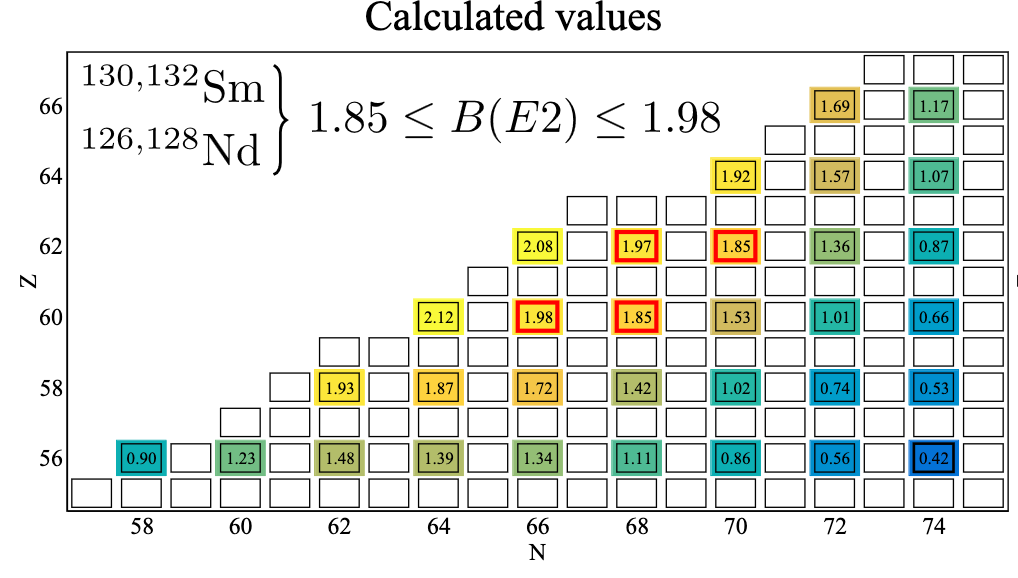 Calculated values
130,132Sm
126,128Nd
} 1.85 ≤ B(E2) ≤ 1.98
66 1.69 1.17
64 1.92 1.57 1.07
62 2.08 1.97 1.85 1.36 0.87
Z
60 2.12 1.98 1.85 1.53 1.01 0.66
58 1.93 1.87 1.72 1.42 1.02 0.74 0.53
56 0.90 1.23 1.48 1.39 1.34 1.11 0.86 0.56 0.42
58 60 62 64 66 68 70 72 74
N